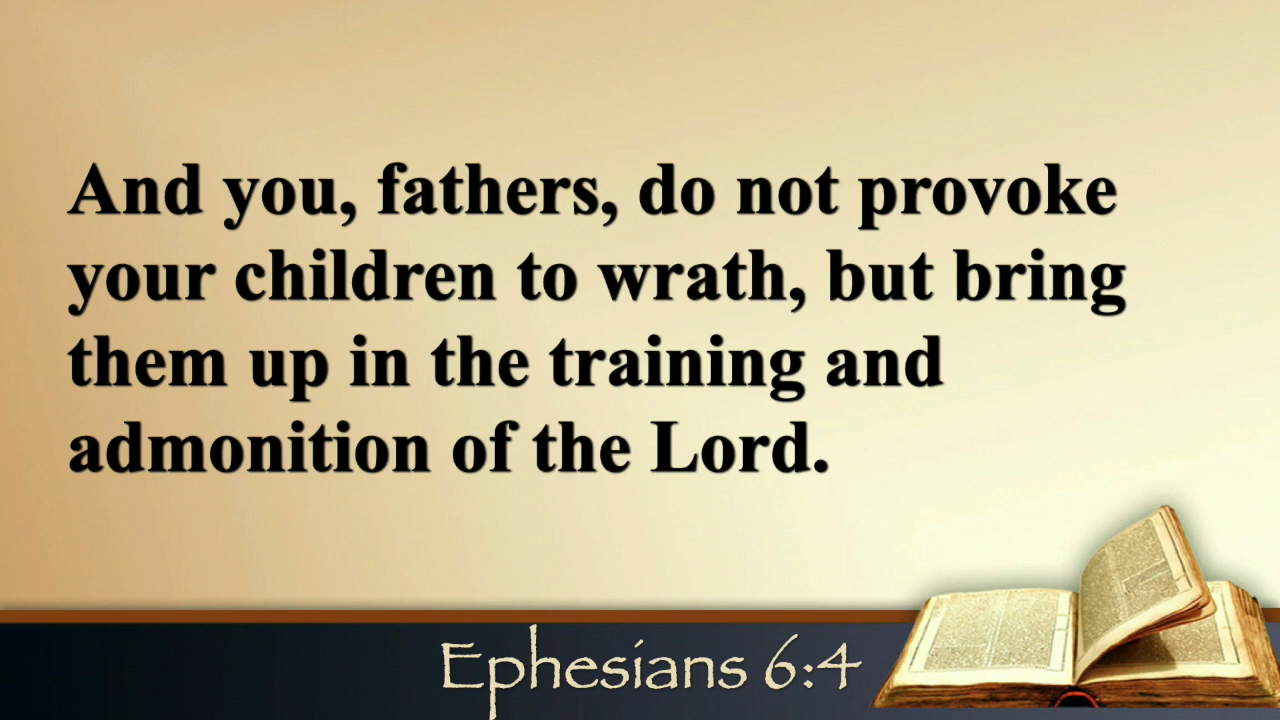 And you, fathers, do not provoke
your children to wrath, but bring
them up in the training and
admonition of the Lord.
Ephesians 6:4